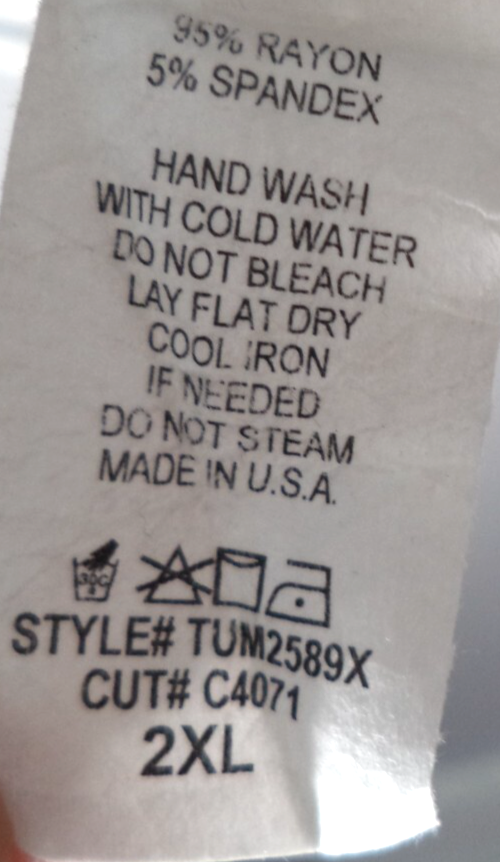 95% RAYON
5% SPANDEX
HAND WASH
WITH COLD WATER
DO NOT BLEACH
LAY FLAT DRY
COOL IRON
IF NEEDED
DO NOT STEAM
MADE IN U.S.A.
30C
STYLE# TUM2589X
CUT# C4071
2XL